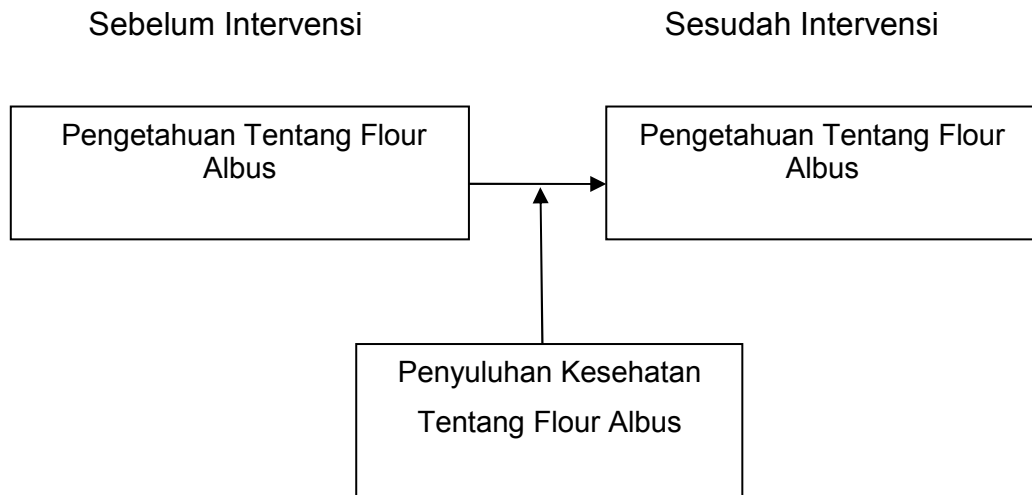 Sebelum Intervensi
Sesudah Intervensi
Pengetahuan Tentang Flour
Albus
Pengetahuan Tentang Flour
Albus
Penyuluhan Kesehatan
Tentang Flour Albus